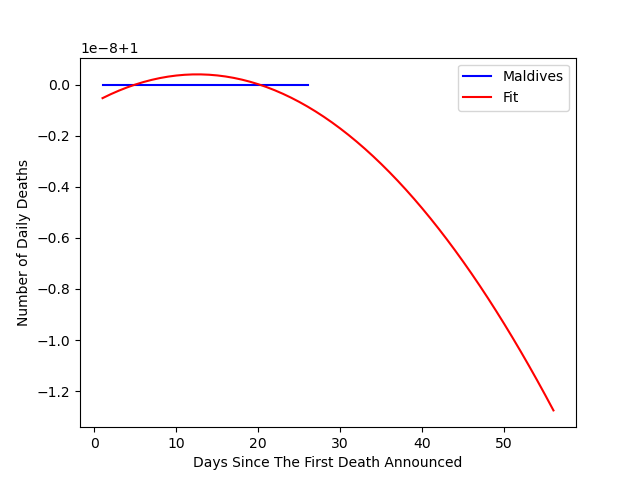 1e−8+1
Maldives
Fit
0.0
−0.2
−0.4
−0.6
−0.8
−1.0
−1.2
Number of Daily Deaths
0 10 20 30 40 50
Days Since The First Death Announced